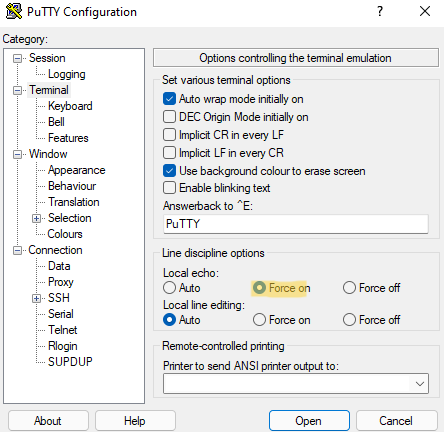 PuTTY Configuration
?
Category:
Session
Logging
Terminal
Keyboard
Bell
Features
Window
Appearance
Behaviour
Translation
Selection
Colours
Connection
Data
Proxy
SSH
Serial
Telnet
Rlogin
SUPDUP
Options controlling the terminal emulation
Set various terminal options
Auto wrap mode initially on
DEC Origin Mode initially on
Implicit CR in every LF
Implicit LF in every CR
Use background colour to erase screen
Enable blinking text
Answerback to ^E:
PuTTY
Line discipline options
Local echo:
Auto Force on Force off
Local line editing:
Auto Force on Force off
Remote-controlled printing
Printer to send ANSI printer output to:
About Help Open Cancel